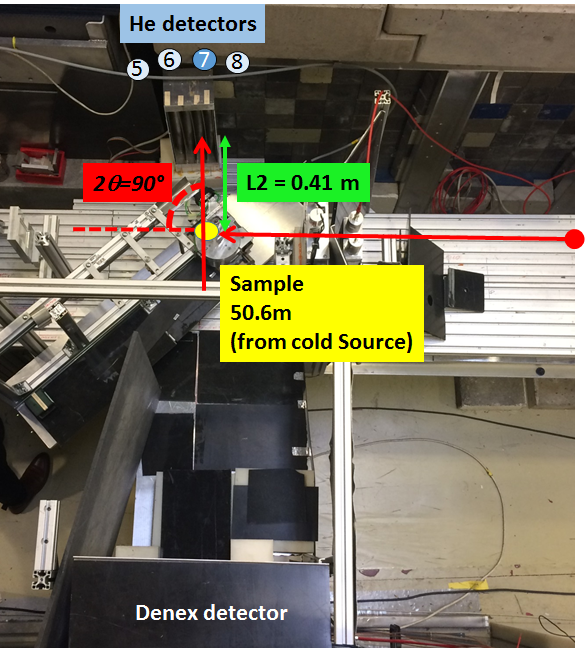 He detectors
5 6 7 8
2θ=90°
L2 = 0.41 m
Sample
50.6m
(from cold Source)
Denex detector